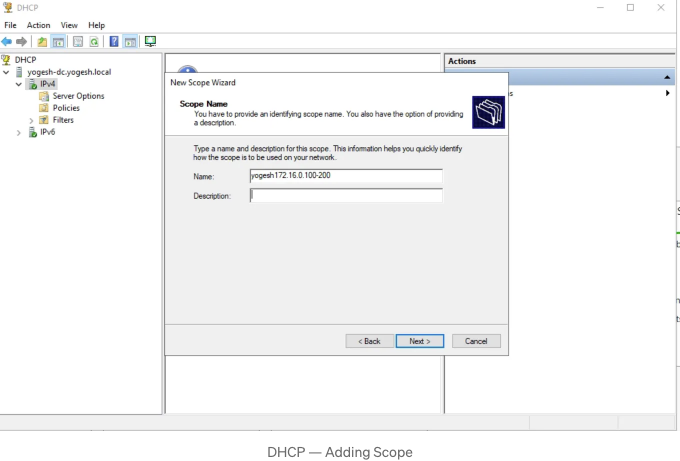 DHCP
File Action View Help
DHCP
yogesh-dc.yogesh.local
IPv4
Server Options
Policies
Filters
IPv6
Actions
New Scope Wizard
Scope Name
You have to provide an identifying scope name. You also have the option of providing
a description.
Type a name and description for this scope. This information helps you quickly identify
how the scope is to be used on your network.
Name: yogesh172.16.0.100-200
Description:
< Back Next > Cancel
DHCP — Adding Scope